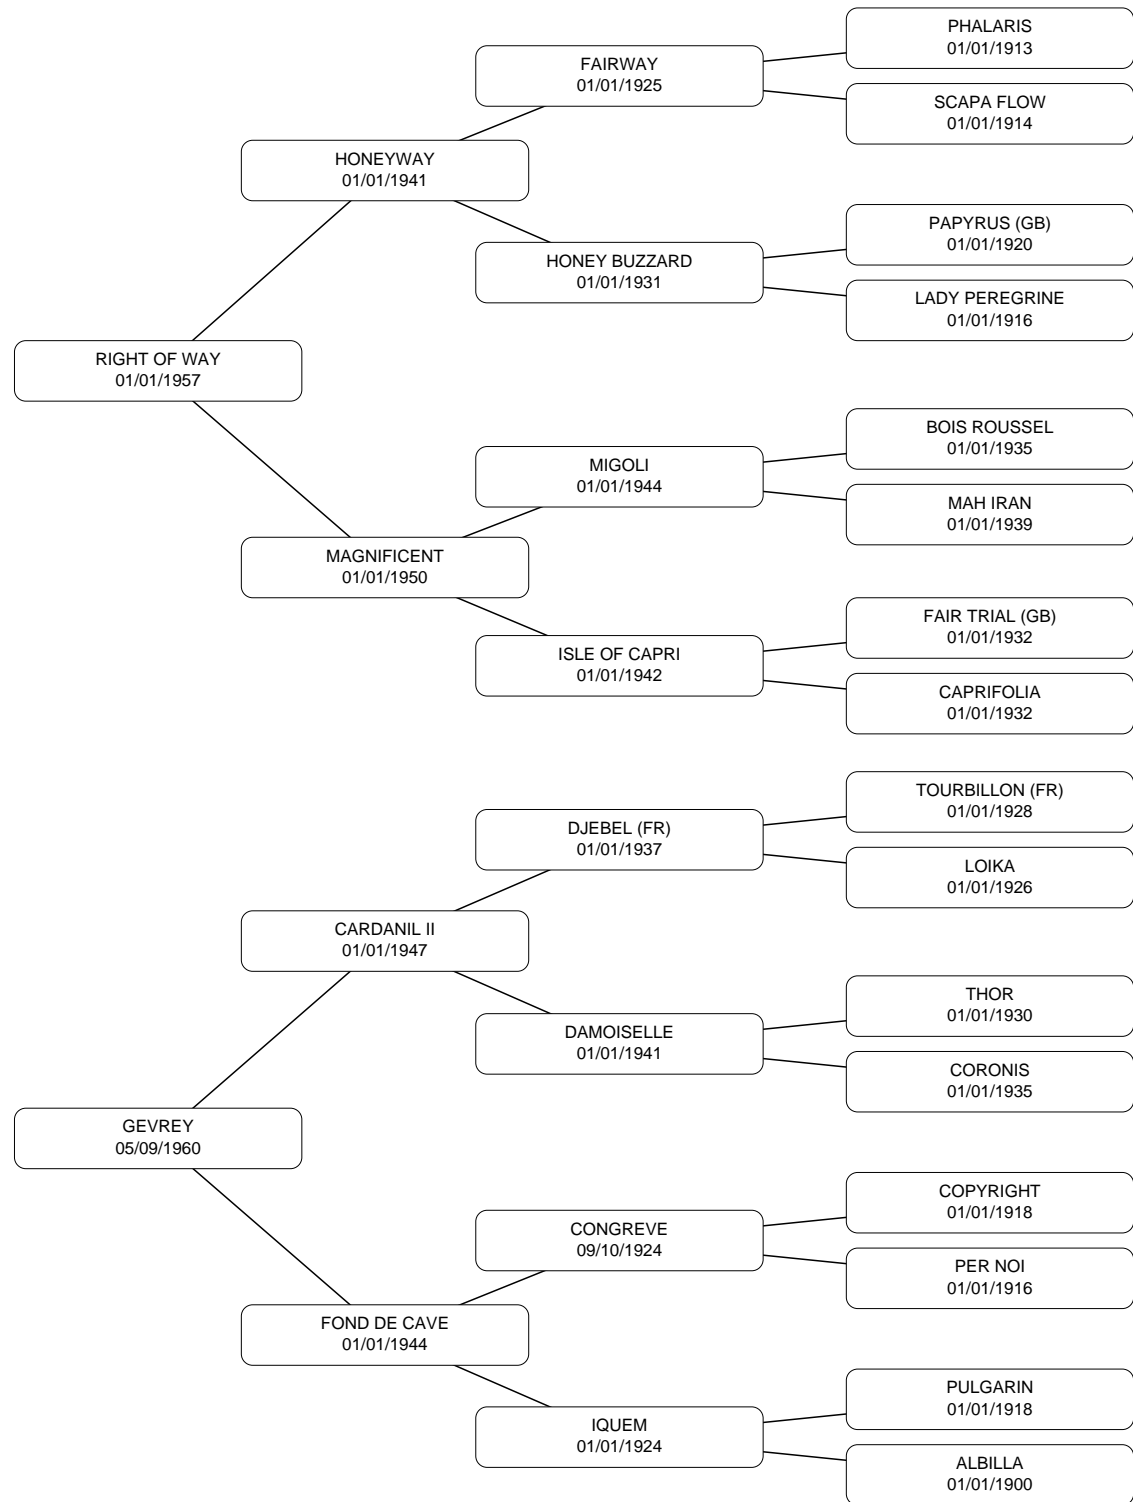 PHALARIS
01/01/1913
FAIRWAY
01/01/1925
SCAPA FLOW
01/01/1914
HONEYWAY
01/01/1941
PAPYRUS (GB)
01/01/1920
HONEY BUZZARD
01/01/1931
LADY PEREGRINE
01/01/1916
RIGHT OF WAY
01/01/1957
BOIS ROUSSEL
01/01/1935
MIGOLI
01/01/1944
MAH IRAN
01/01/1939
MAGNIFICENT
01/01/1950
FAIR TRIAL (GB)
01/01/1932
ISLE OF CAPRI
01/01/1942
CAPRIFOLIA
01/01/1932
TOURBILLON (FR)
01/01/1928
DJEBEL (FR)
01/01/1937
LOIKA
01/01/1926
CARDANIL II
01/01/1947
THOR
01/01/1930
DAMOISELLE
01/01/1941
CORONIS
01/01/1935
GEVREY
05/09/1960
COPYRIGHT
01/01/1918
CONGREVE
09/10/1924
PER NOI
01/01/1916
FOND DE CAVE
01/01/1944
PULGARIN
01/01/1918
IQUEM
01/01/1924
ALBILLA
01/01/1900